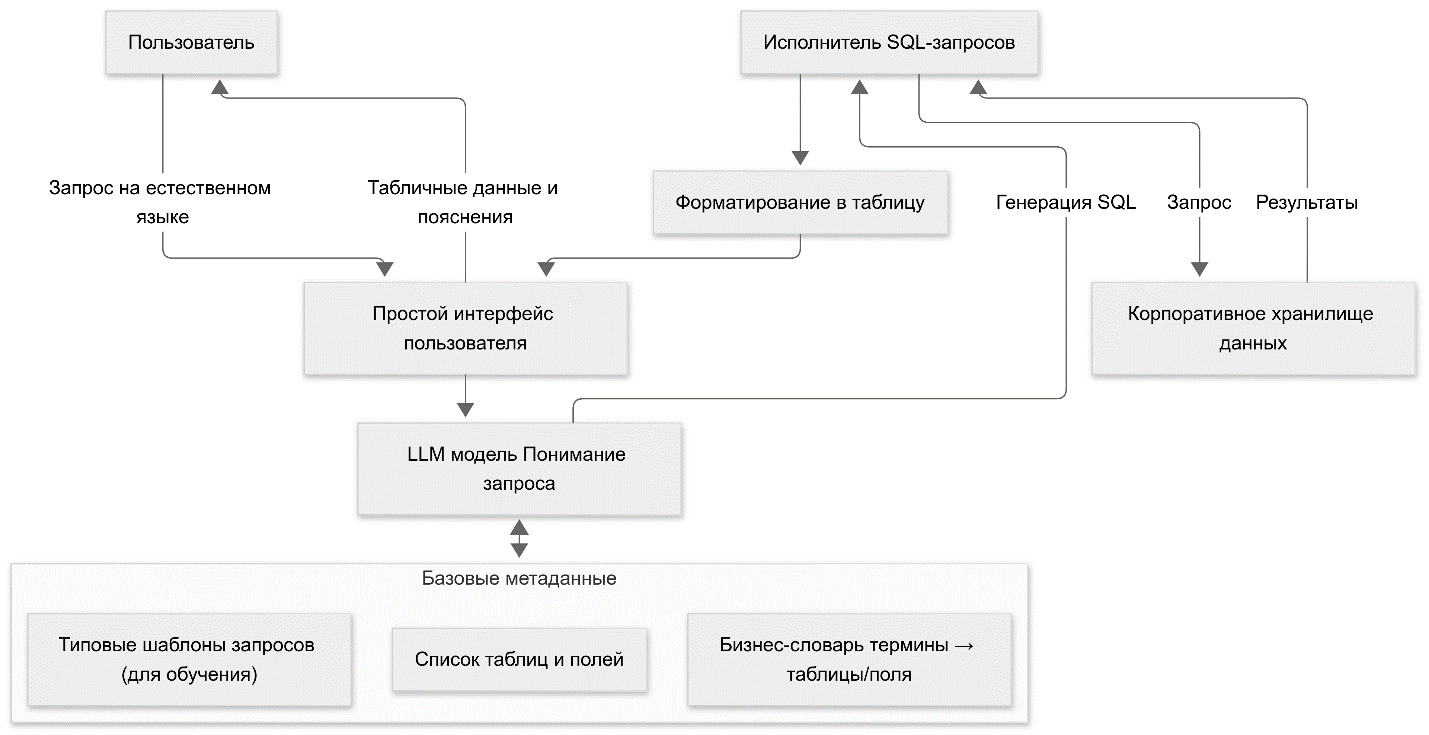 Пользователь
Исполнитель SQL-запросов
Запрос на естественном
языке
Табличные данные и
пояснения
Форматирование в таблицу
Генерация SQL
Запрос
Результаты
Простой интерфейс
пользователя
Корпоративное хранилище
данных
LLM модель Понимание
запроса
Базовые метаданные
Типовые шаблоны запросов
(для обучения)
Список таблиц и полей
Бизнес-словарь термины →
таблицы/поля